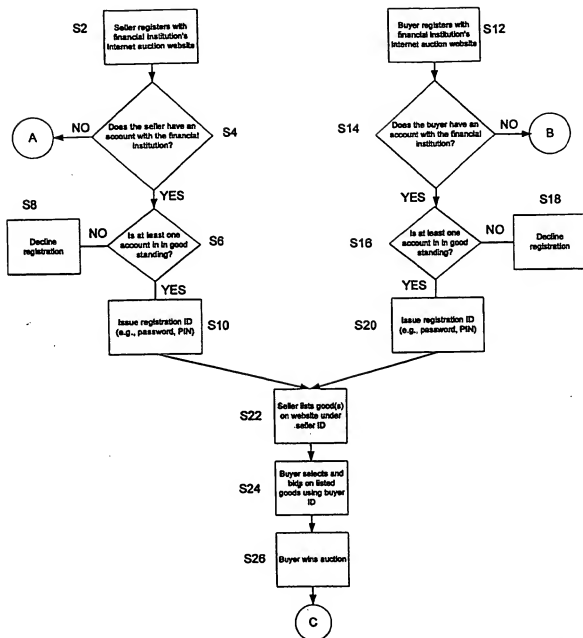 S2
Seller registers with
financial institution's
internet auction website
Buyer registers with
financial institution's
internet auction website
S12
A
NO
Does the seller have an
account with the financial
institution?
S4
S14
Does the buyer have an
account with the financial
institution?
NO
B
YES
YES
S8
Decline
registration
NO
Is at least one
account in in good
standing?
S6
S16
Is at least one
account in in good
standing?
NO
S18
Decline
registration
YES
YES
Issue registration ID
(e.g., password, PIN)
S10
S20
Issue registration ID
(e.g., password, PIN)
S22
Seller lists good(s)
on website under
seller ID
S24
Buyer selects and
bids on listed
goods using buyer
ID
S26
Buyer wins auction
C